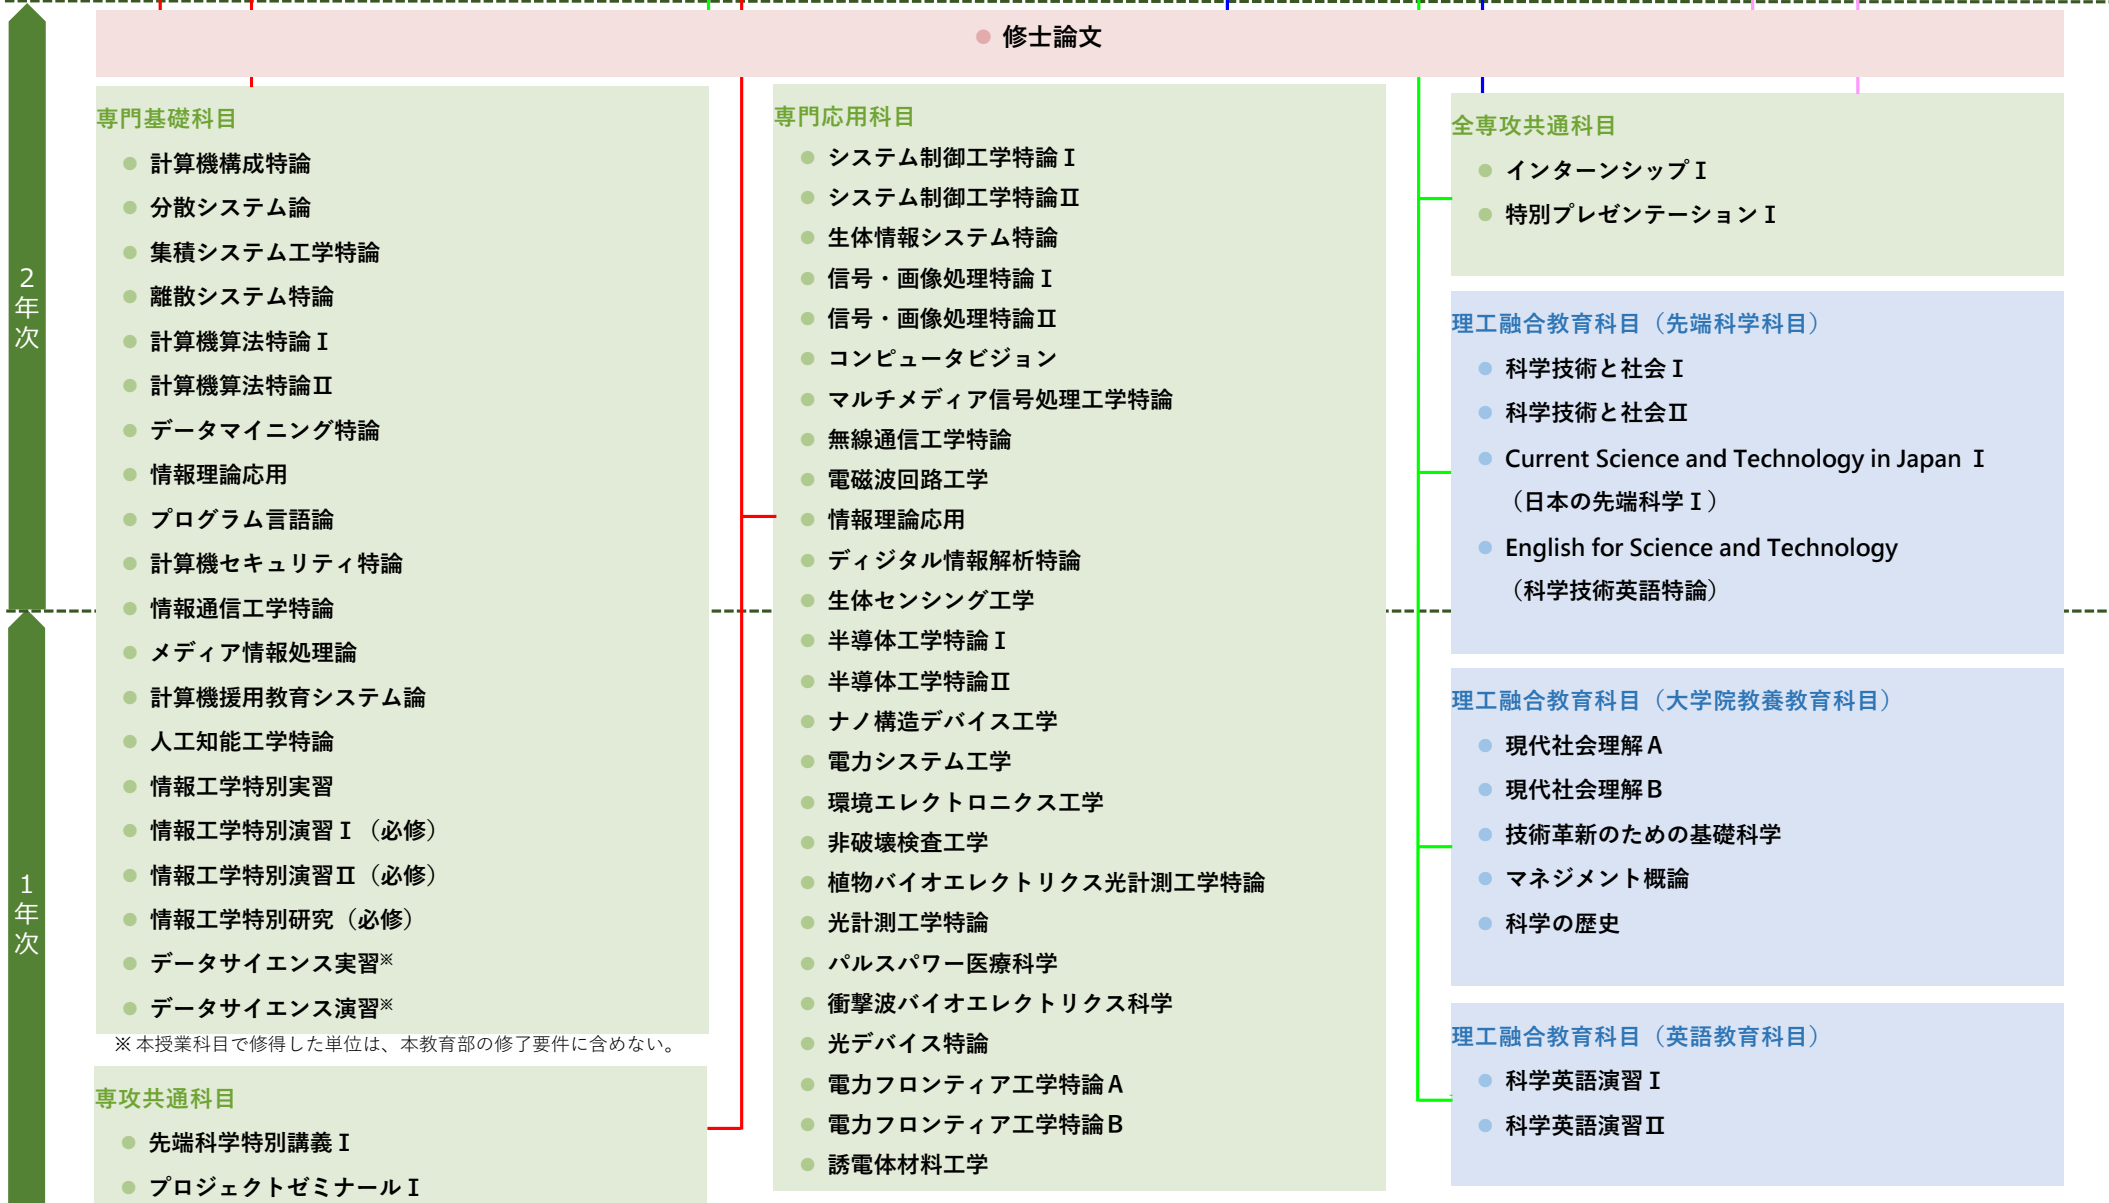 修士論文
2年次
1年次
専門基礎科目
計算機構成特論
分散システム論
集積システム工学特論
離散システム特論
計算機算法特論Ⅰ
計算機算法特論Ⅱ
データマイニング特論
情報理論応用
プログラム言語論
計算機セキュリティ特論
情報通信工学特論
メディア情報処理論
計算機援用教育システム論
人工知能工学特論
情報工学特別実習
情報工学特別演習Ⅰ（必修）
情報工学特別演習Ⅱ（必修）
情報工学特別研究（必修）
データサイエンス実習※
データサイエンス演習※
※本授業科目で修得した単位は、本教育部の修了要件に含めない。
専攻共通科目
先端科学特別講義Ⅰ
プロジェクトゼミナールⅠ
専門応用科目
システム制御工学特論Ⅰ
システム制御工学特論Ⅱ
生体情報システム特論
信号・画像処理特論Ⅰ
信号・画像処理特論Ⅱ
コンピュータビジョン
マルチメディア信号処理工学特論
無線通信工学特論
電磁波回路工学
情報理論応用
ディジタル情報解析特論
生体センシング工学
半導体工学特論Ⅰ
半導体工学特論Ⅱ
ナノ構造デバイス工学
電力システム工学
環境エレクトロニクス工学
非破壊検査工学
植物バイオエレクトリクス光計測工学特論
光計測工学特論
パルスパワー医療科学
衝撃波バイオエレクトリクス科学
光デバイス特論
電力フロンティア工学特論A
電力フロンティア工学特論B
誘電体材料工学
全専攻共通科目
インターンシップⅠ
特別プレゼンテーションⅠ
理工融合教育科目（先端科学科目）
科学技術と社会Ⅰ
科学技術と社会Ⅱ
Current Science and Technology in Japan Ⅰ
（日本の先端科学Ⅰ）
English for Science and Technology
（科学技術英語特論）
理工融合教育科目（大学院教養教育科目）
現代社会理解A
現代社会理解B
技術革新のための基礎科学
マネジメント概論
科学の歴史
理工融合教育科目（英語教育科目）
科学英語演習Ⅰ
科学英語演習Ⅱ